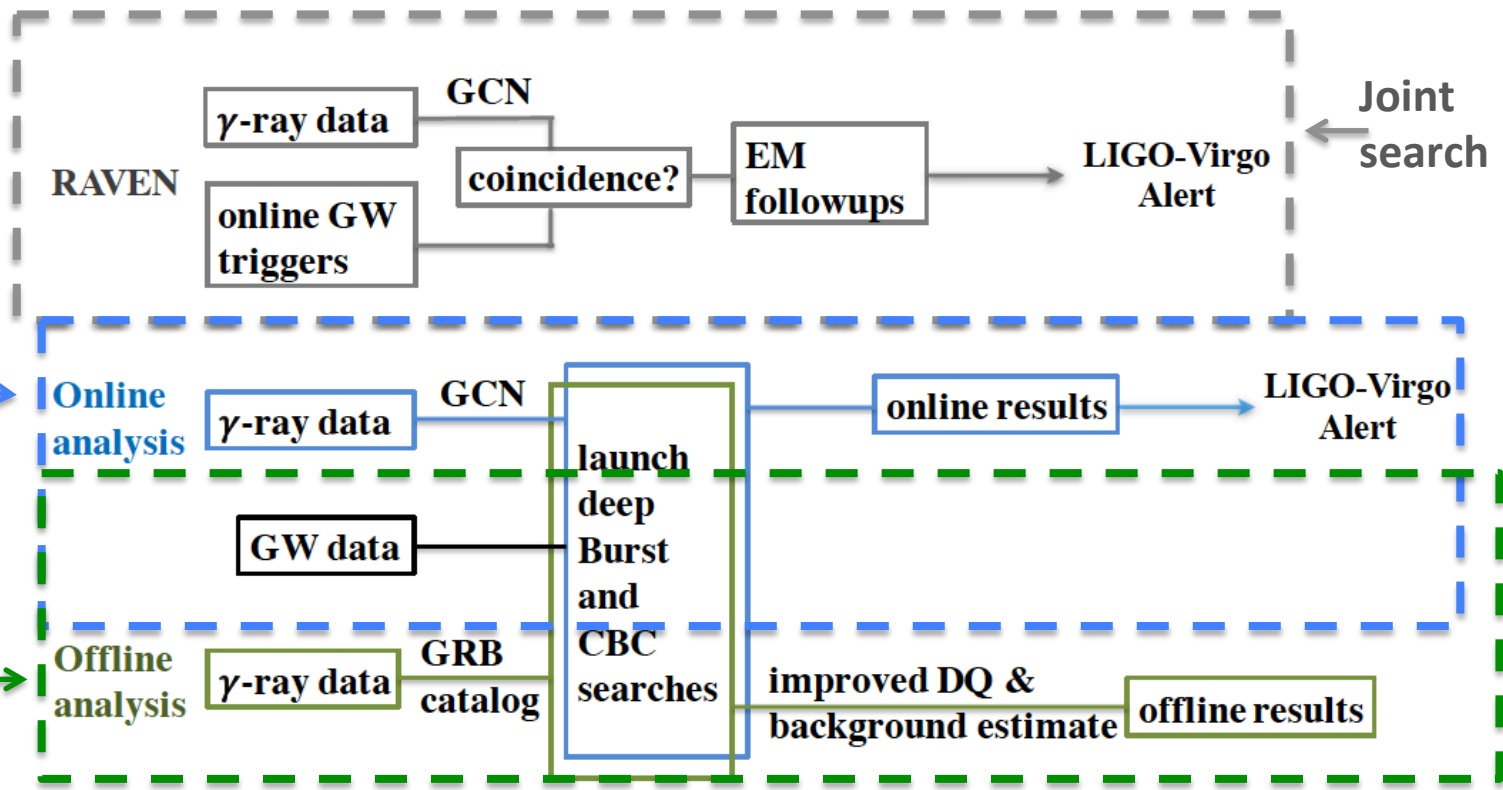 GCN
γ-ray data
Joint
search
RAVEN
coincidence?
EM
followups
LIGO-Virgo
Alert
online GW
triggers
Online
analysis
γ-ray data
GCN
online results
LIGO-Virgo
Alert
launch
deep
Burst
and
CBC
searches
GW data
Offline
analysis
γ-ray data
GRB
catalog
improved DQ &
background estimate
offline results